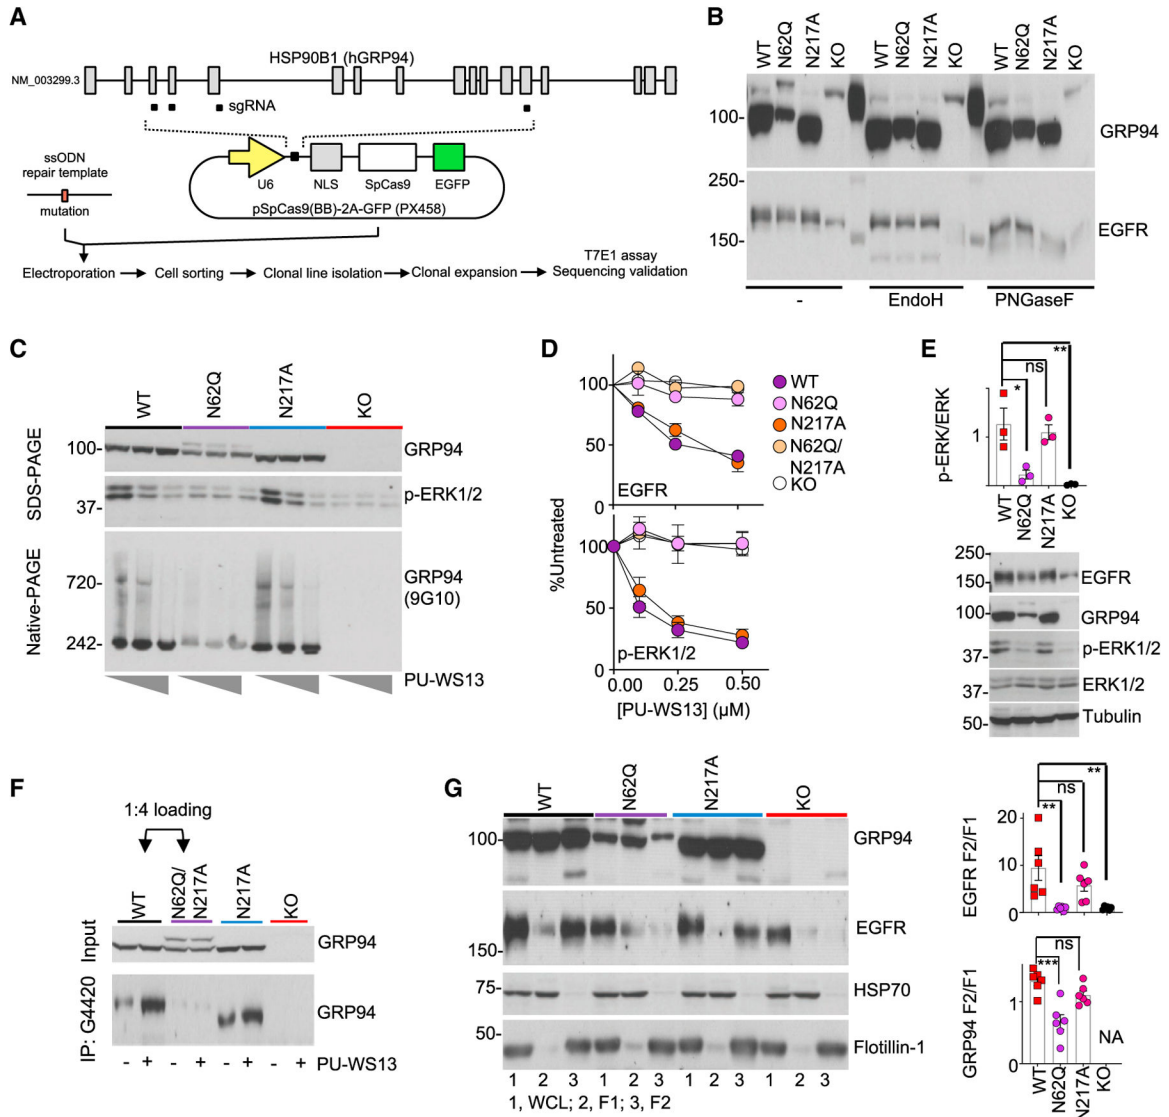 A
HSP90B1 (hGRP94)
NM_003299.3
sgRNA
ssODN
repair template
mutation
U6
NLS
SpCas9
EGFP
pSpCas9(BB)-2A-GFP (PX458)
Electroporation
Cell sorting
Clonal line isolation
Clonal expansion
T7E1 assay
Sequencing validation
B
WT N62Q N217A KO WT N62Q N217A KO WT N62Q N217A KO
100-
GRP94
250-
150-
EGFR
- EndoH PNGaseF
C
WT N62Q N217A KO
SDS-PAGE
100-
GRP94
37-
p-ERK1/2
Native-PAGE
720-
242-
GRP94
(9G10)
PU-WS13
D
100
50
0
EGFR
WT
N62Q
N217A
N62Q/
N217A
KO
%Untreated
100
50
0
p-ERK1/2
0.00 0.25 0.50
[PU-WS13] (μM)
E
p-ERK/ERK
1
**
ns
*
WT N62Q N217A KO
250-
150-
EGFR
100-
GRP94
37-
p-ERK1/2
37-
ERK1/2
50-
Tubulin
F
1:4 loading
WT N62Q/ N217A N217A KO
Input
GRP94
IP: G4420
GRP94
- + - + - + - + PU-WS13
G
WT N62Q N217A KO
100-
GRP94
150-
EGFR
75-
HSP70
50-
Flotillin-1
1 2 3 1 2 3 1 2 3 1 2 3
1, WCL; 2, F1; 3, F2
EGFR F2/F1
20
10
0
**
ns
**
GRP94 F2/F1
1
0
ns
***
NA
WT N62Q N217A KO